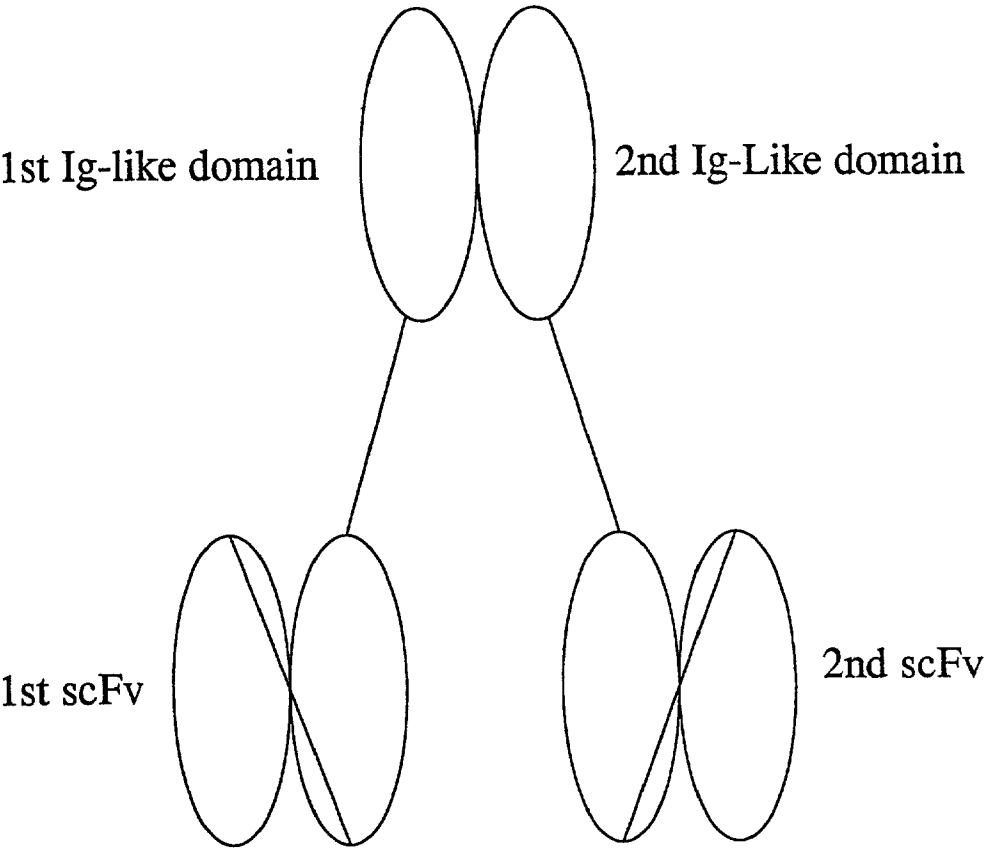 1st Ig-like domain
2nd Ig-Like domain
1st scFv
2nd scFv